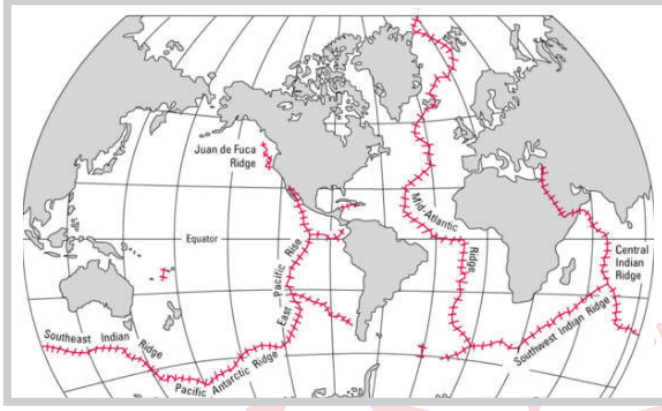 Juan de Fuca
Ridge
Equator
Mid-Atlantic
Ridge
East Pacific Rise
Central
Indian
Ridge
Southeast Indian Ridge
Pacific Antarctic Ridge
Southwest Indian Ridge